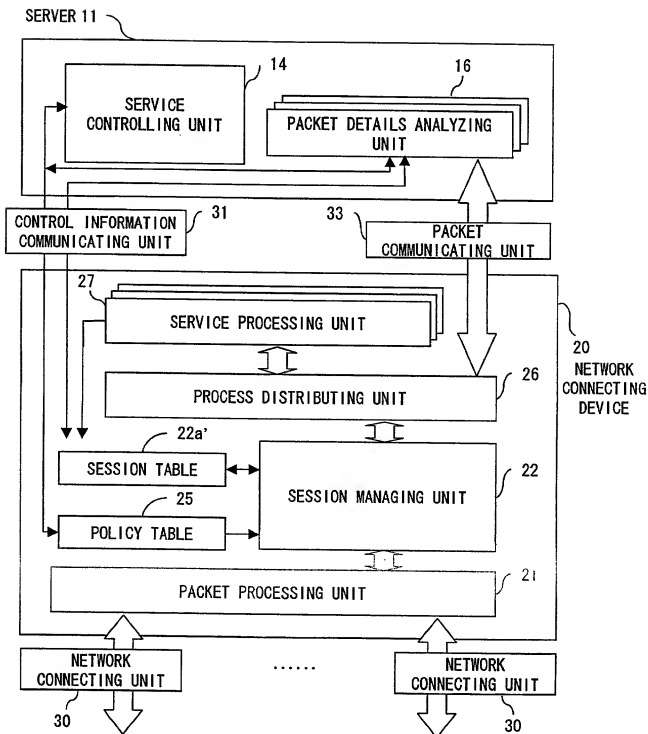 SERVER 11
14
16
SERVICE
CONTROLLING UNIT
PACKET DETAILS ANALYZING
UNIT
31
33
CONTROL INFORMATION
COMMUNICATING UNIT
PACKET
COMMUNICATING UNIT
27
SERVICE PROCESSING UNIT
20
NETWORK
CONNECTING
DEVICE
26
PROCESS DISTRIBUTING UNIT
22a'
SESSION TABLE
22
SESSION MANAGING UNIT
25
POLICY TABLE
21
PACKET PROCESSING UNIT
NETWORK
CONNECTING UNIT
......
NETWORK
CONNECTING UNIT
30
30